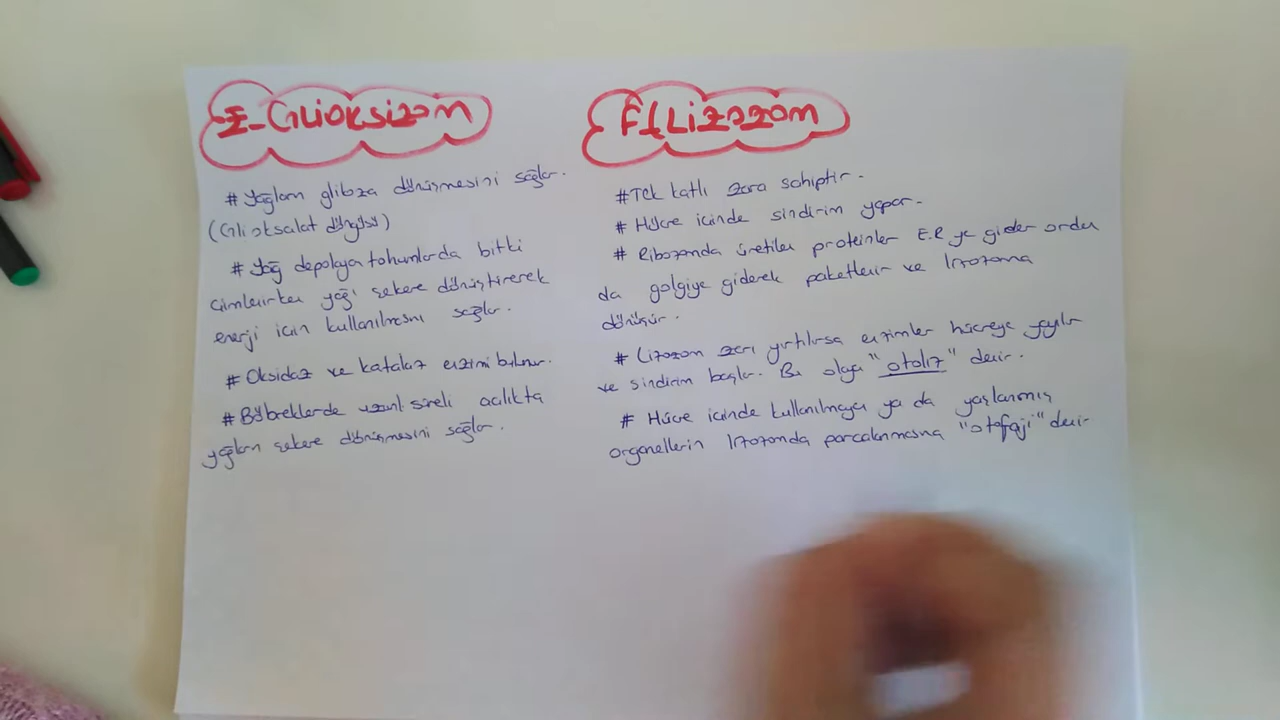 E-GLiOKSizOM
# Yağların glikoza dönüşmesini sağlar.
(Glioksalat döngüsü)
# Yağ depolayan tohumlarda bitki
çimlenirken yağı şekere dönüştirerek
enerji için kullanılmasını sağlar.
# Oksidaz ve katalaz enzimi bulunur.
# Böbreklerde uzun süreli açlıkta
yağların şekere dönüşmesini sağlar.
F-LizozOM
# Tek katlı zara sahiptir.
# Hücre içinde sindirim yapar.
# Ribozomda üretilen proteinler E.R ye gider ordan
da golgiye giderek paketlenir ve lizozoma
dönüşür.
# Lizozom zarı yırtılırsa enzimler hücreye yayılır
ve sindirim başlar. Bu olaya "otoliz" denir.
# Hücre içinde kullanılmayan ya da yaşlanmış
organellerin lizozomda parçalanmasına "otofaji" denir